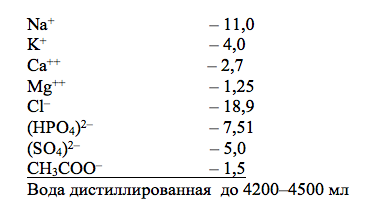 Na⁺ – 11,0
K⁺ – 4,0
Ca⁺⁺ – 2,7
Mg⁺⁺ – 1,25
Cl⁻ – 18,9
(HPO4)²⁻ – 7,51
(SO4)²⁻ – 5,0
CH₃COO⁻ – 1,5
Вода дистиллированная до 4200–4500 мл